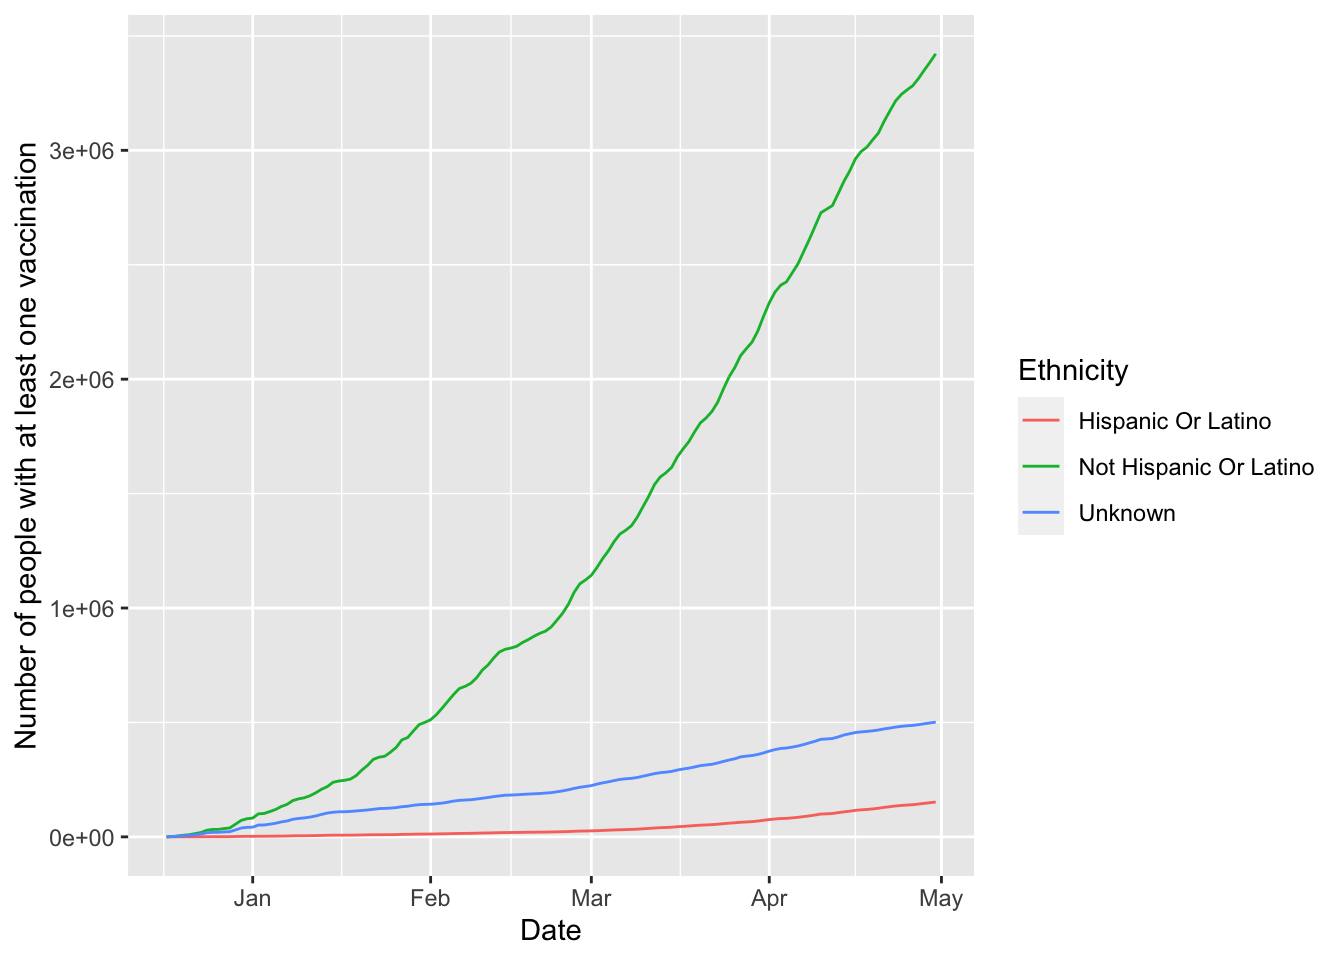 Number of people with at least one vaccination
3e+06
2e+06
1e+06
0e+00
Jan Feb Mar Apr May
Date
Ethnicity
Hispanic Or Latino
Not Hispanic Or Latino
Unknown